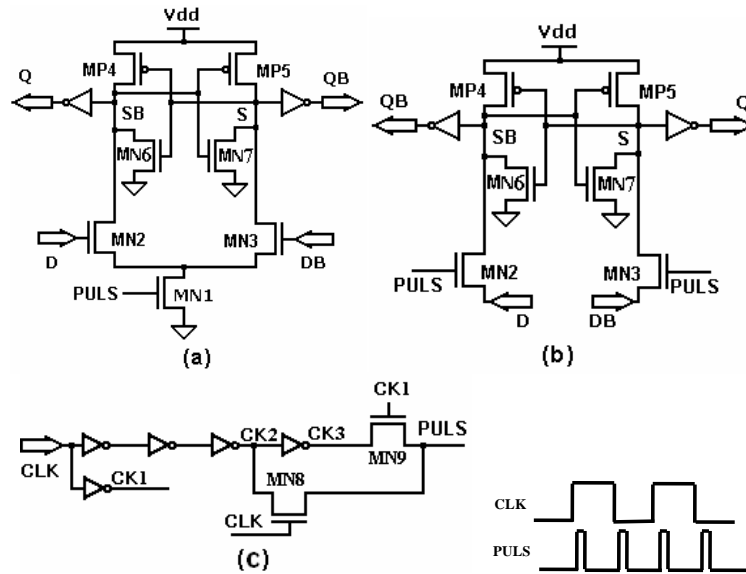 Vdd
MP4
MP5
Q
QB
SB
S
MN6
MN7
MN2
MN3
D
DB
PULS
MN1
(a)
Vdd
MP4
MP5
QB
Q
SB
S
MN6
MN7
MN2
MN3
PULS
PULS
D
DB
(b)
CK1
CLK
CK2
CK3
PULS
MN9
CK1
MN8
CLK
(c)
CLK
PULS